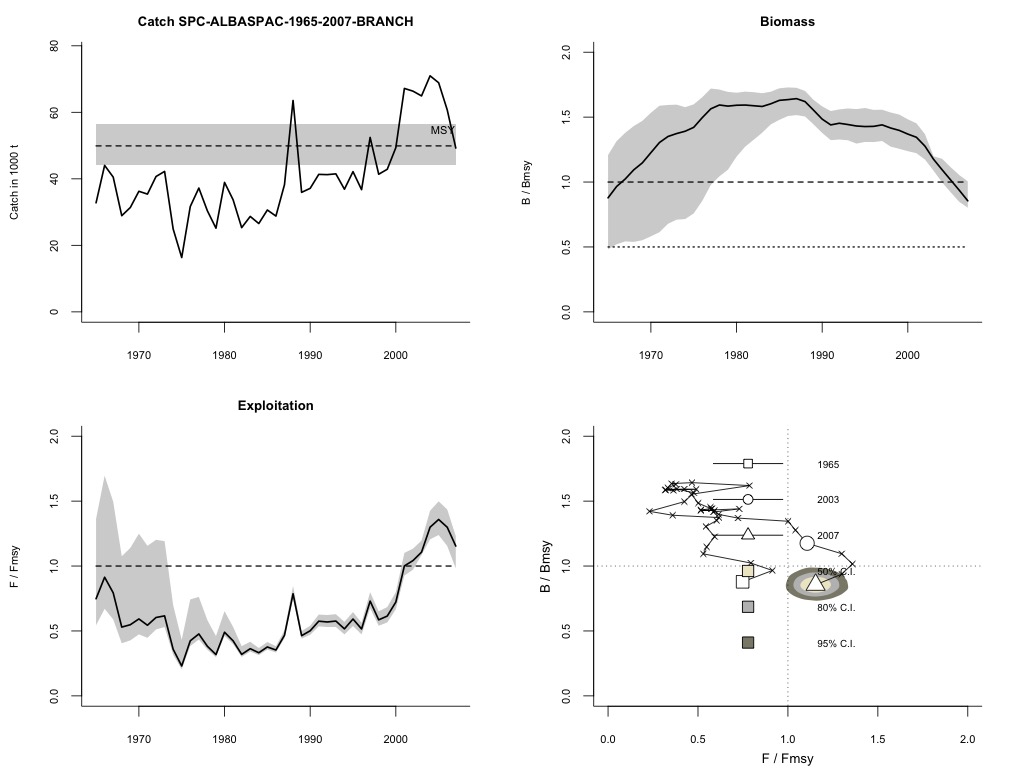 Catch SPC-ALBASPAC-1965-2007-BRANCH
Catch in 1000 t
80
60
40
20
0
MSY
1970 1980 1990 2000
Biomass
B / Bmsy
2.0
1.5
1.0
0.5
0.0
1970 1980 1990 2000
Exploitation
F / Fmsy
2.0
1.5
1.0
0.5
0.0
1970 1980 1990 2000
B / Bmsy
2.0
1.5
1.0
0.5
0.0
1965
2003
2007
50% C.I.
80% C.I.
95% C.I.
0.0 0.5 1.0 1.5 2.0
F / Fmsy